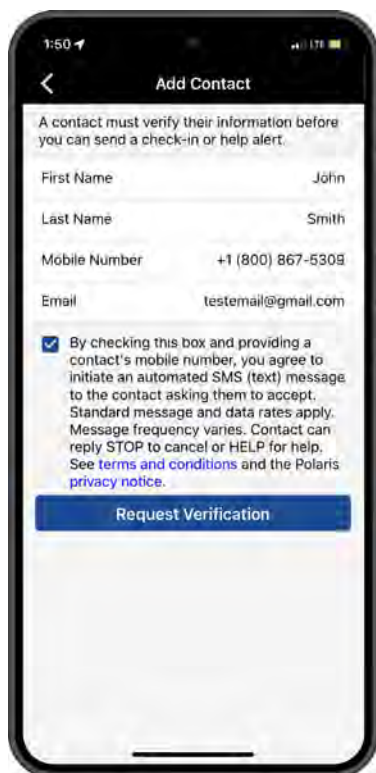 1:50
LTE
Add Contact
A contact must verify their information before
you can send a check-in or help alert.
First Name John
Last Name Smith
Mobile Number +1 (800) 867-5309
Email testemail@gmail.com
By checking this box and providing a
contact's mobile number, you agree to
initiate an automated SMS (text) message
to the contact asking them to accept.
Standard message and data rates apply.
Message frequency varies. Contact can
reply STOP to cancel or HELP for help.
See terms and conditions and the Polaris
privacy notice.
Request Verification